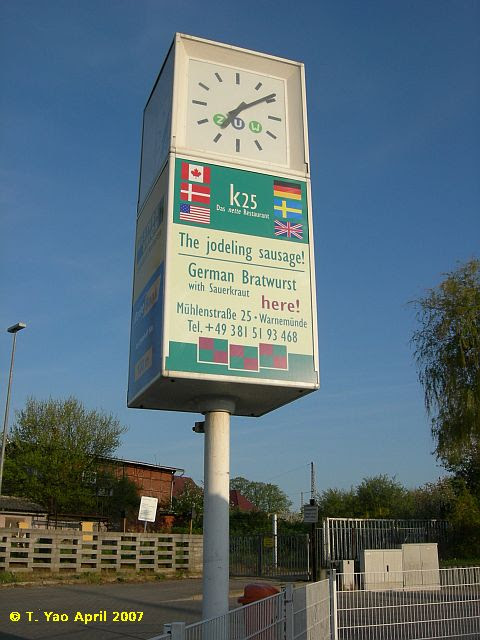 ZUW
k25
Das nette Restaurant
The jodeling sausage!
German Bratwurst
with Sauerkraut
here!
Mühlenstraße 25 • Warnemünde
Tel. +49 381 51 93 468
© T. Yao April 2007